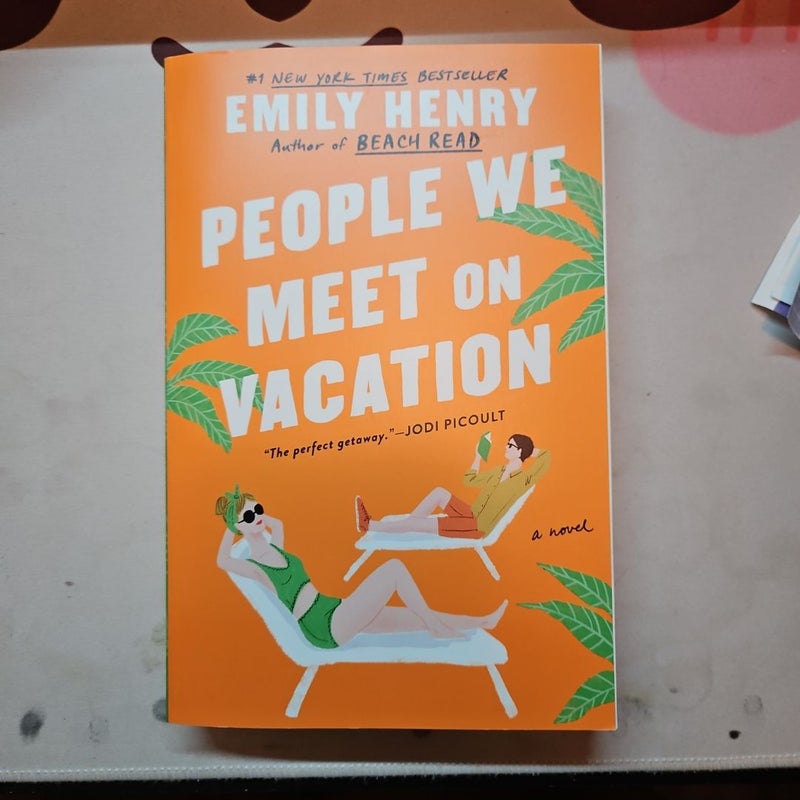 #1 NEW YORK TIMES BESTSELLER
EMILY HENRY
Author of BEACH READ
PEOPLE WE
MEET ON
VACATION
“The perfect getaway.”—JODI PICOULT
a novel